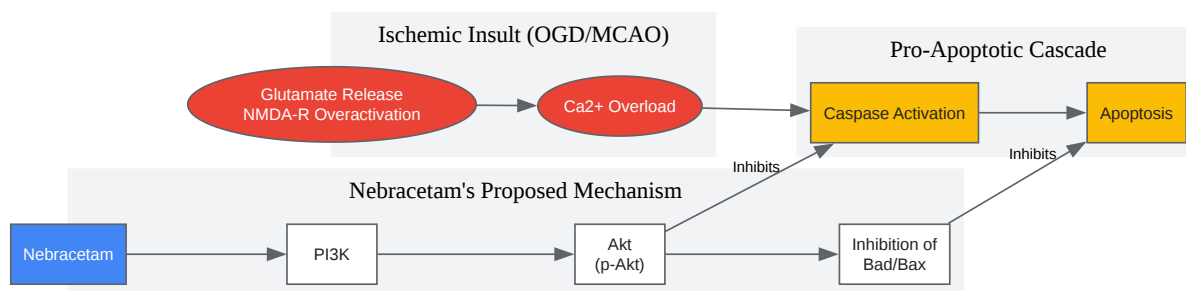 Ischemic Insult (OGD/MCAO)
Pro-Apoptotic Cascade
Glutamate Release
NMDA-R Overactivation
Ca2+ Overload
Caspase Activation
Apoptosis
Inhibits
Inhibits
Nebracetam's Proposed Mechanism
Nebracetam
PI3K
Akt
(p-Akt)
Inhibition of
Bad/Bax